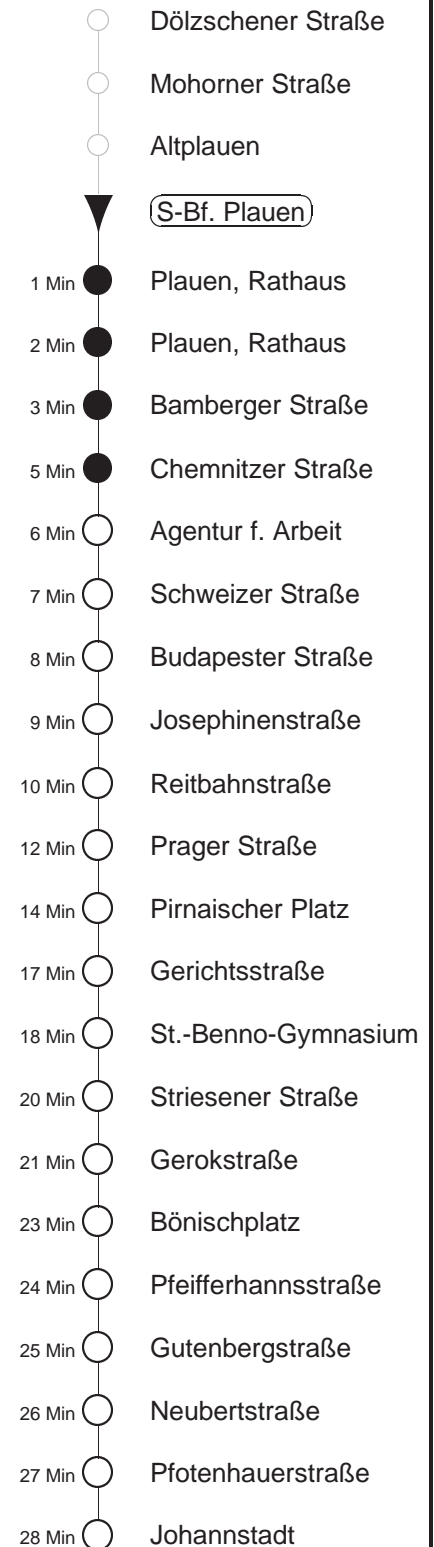 Dölzschener Straße
Mohorner Straße
Altplauen
S-Bf. Plauen
1 Min Plauen, Rathaus
2 Min Plauen, Rathaus
3 Min Bamberger Straße
5 Min Chemnitzer Straße
6 Min Agentur f. Arbeit
7 Min Schweizer Straße
8 Min Budapester Straße
9 Min Josephinenstraße
10 Min Reitbahnstraße
12 Min Prager Straße
14 Min Pirnaischer Platz
17 Min Gerichtsstraße
18 Min St.-Benno-Gymnasium
20 Min Striesener Straße
21 Min Gerokstraße
23 Min Bönischplatz
24 Min Pfeifferhannsstraße
25 Min Gutenbergstraße
26 Min Neubertstraße
27 Min Pfotenhauerstraße
28 Min Johannstadt